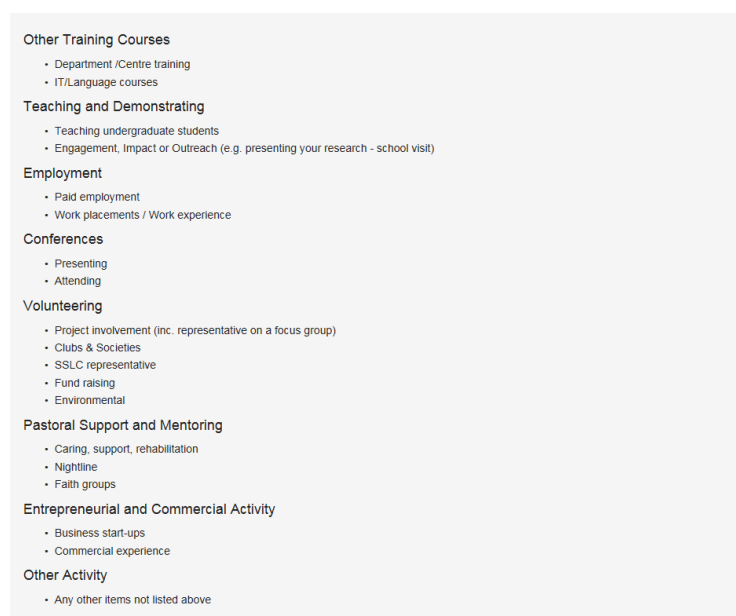 Other Training Courses
• Department /Centre training
• IT/Language courses
Teaching and Demonstrating
• Teaching undergraduate students
• Engagement, Impact or Outreach (e.g. presenting your research - school visit)
Employment
• Paid employment
• Work placements / Work experience
Conferences
• Presenting
• Attending
Volunteering
• Project involvement (inc. representative on a focus group)
• Clubs & Societies
• SSLC representative
• Fund raising
• Environmental
Pastoral Support and Mentoring
• Caring, support, rehabilitation
• Nightline
• Faith groups
Entrepreneurial and Commercial Activity
• Business start-ups
• Commercial experience
Other Activity
• Any other items not listed above